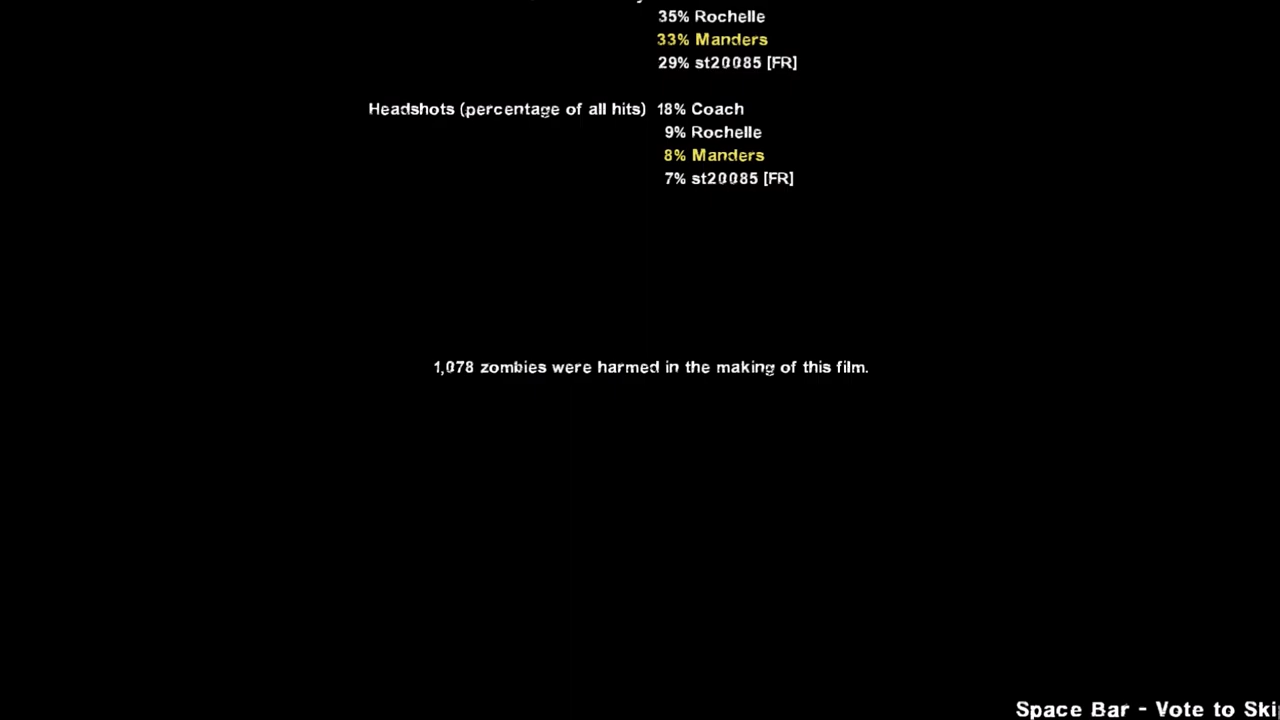 35% Rochelle
33% Manders
29% st20085 [FR]
Headshots (percentage of all hits) 18% Coach
9% Rochelle
8% Manders
7% st20085 [FR]
1,078 zombies were harmed in the making of this film.
Space Bar - Vote to Ski